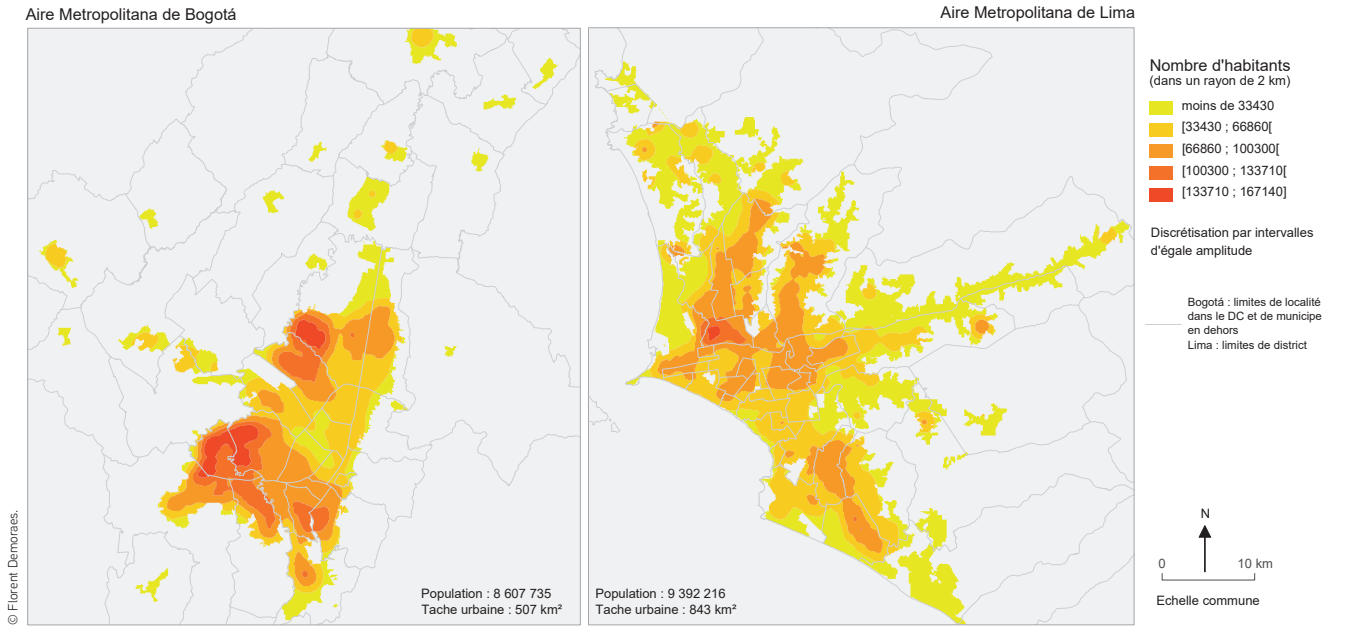 Aire Metropolitana de Bogotá
Aire Metropolitana de Lima
Nombre d'habitants
(dans un rayon de 2 km)
moins de 33430
[33430 ; 66860[
[66860 ; 100300[
[100300 ; 133710[
[133710 ; 167140]
Discrétisation par intervalles
d'égale amplitude
Bogotá : limites de localité
dans le DC et de municipe
en dehors
Lima : limites de district
N
0 10 km
Echelle commune
Population : 8 607 735
Tache urbaine : 507 km²
Population : 9 392 216
Tache urbaine : 843 km²
© Florent Demoraes.